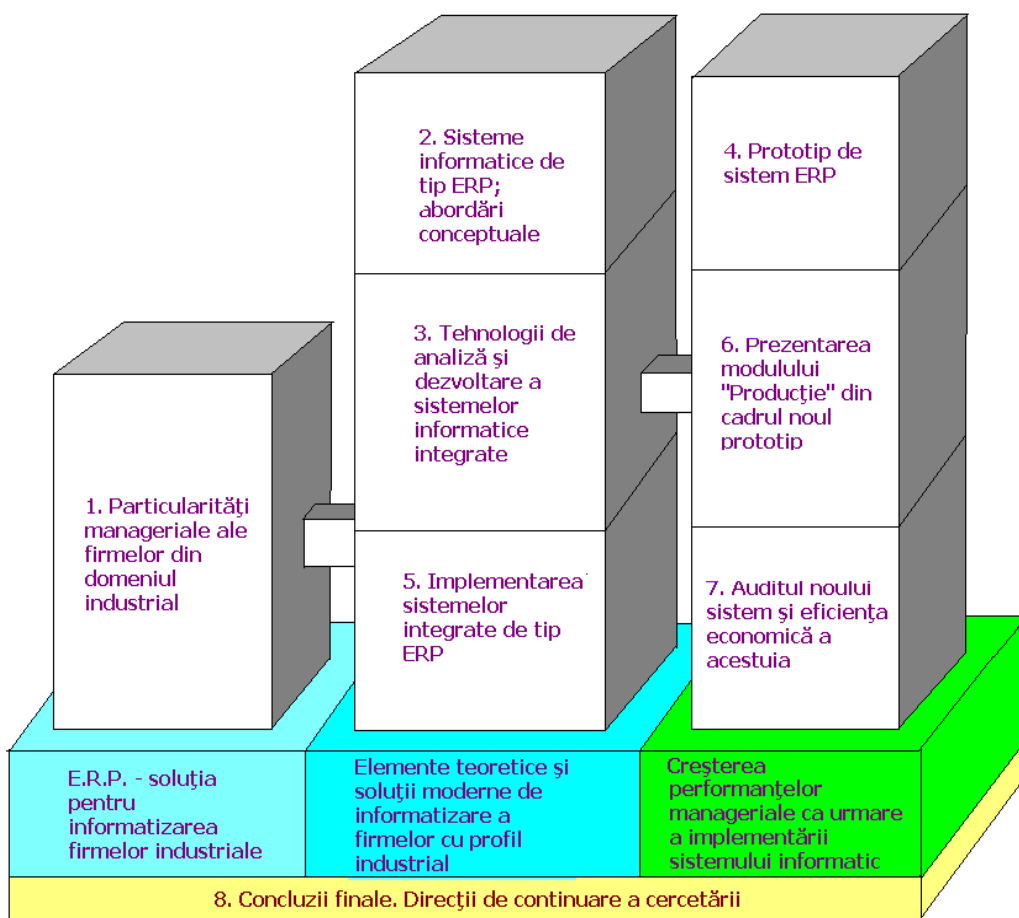 2. Sisteme
informatice de
tip ERP;
abordări
conceptuale
4. Prototip de
sistem ERP
3. Tehnologii de
analiză şi
dezvoltare a
sistemelor
informatice
integrate
6. Prezentarea
modulului
"Producţie" din
cadrul noul
prototip
1. Particularităţi
manageriale ale
firmelor din
domeniul
industrial
5. Implementarea
sistemelor
integrate de tip
ERP
7. Auditul noului
sistem şi eficienţa
economică a
acestuia
E.R.P. - soluţia
pentru
informatizarea
firmelor industriale
Elemente teoretice şi
soluţii moderne de
informatizare a
firmelor cu profil
industrial
Creşterea
performanţelor
manageriale ca urmare
a implementării
sistemului informatic
8. Concluzii finale. Direcţii de continuare a cercetării